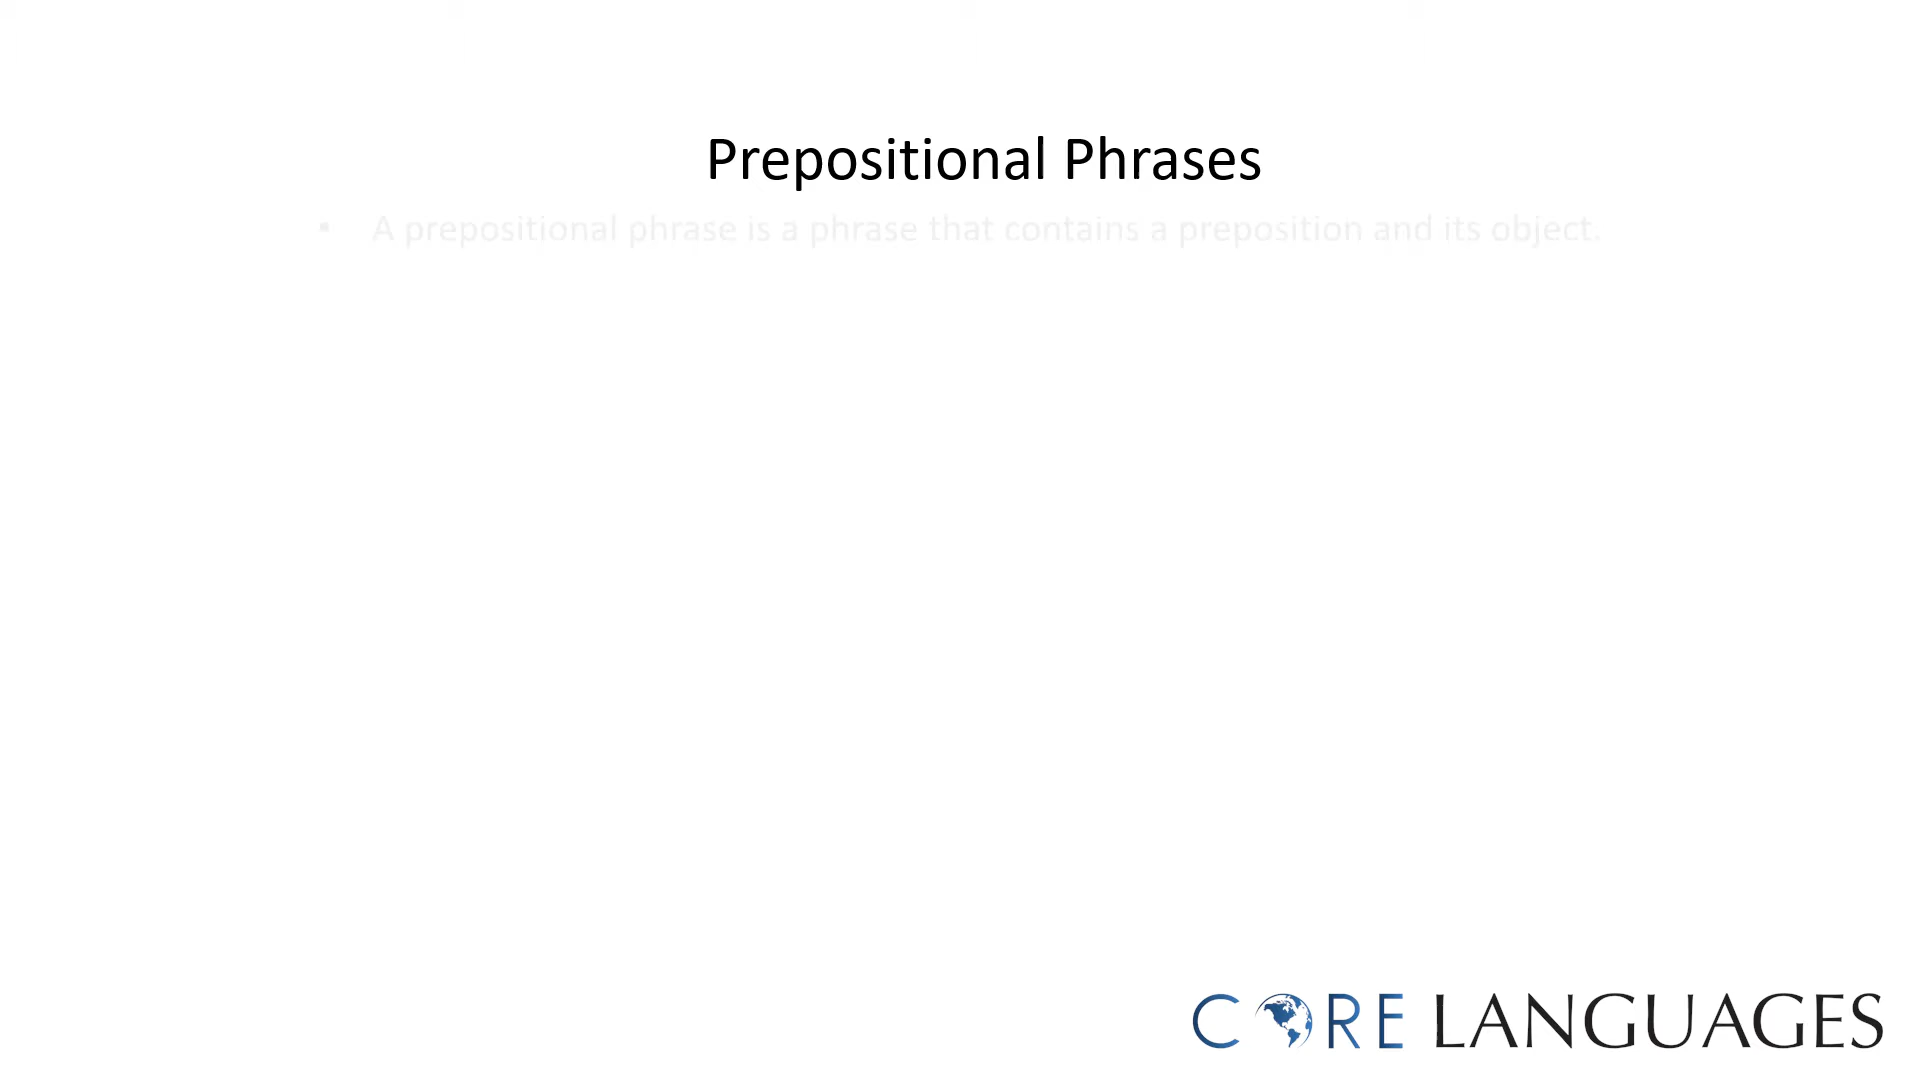 Prepositional Phrases
▪ A prepositional phrase is a phrase that contains a preposition and its object.
CORE LANGUAGES